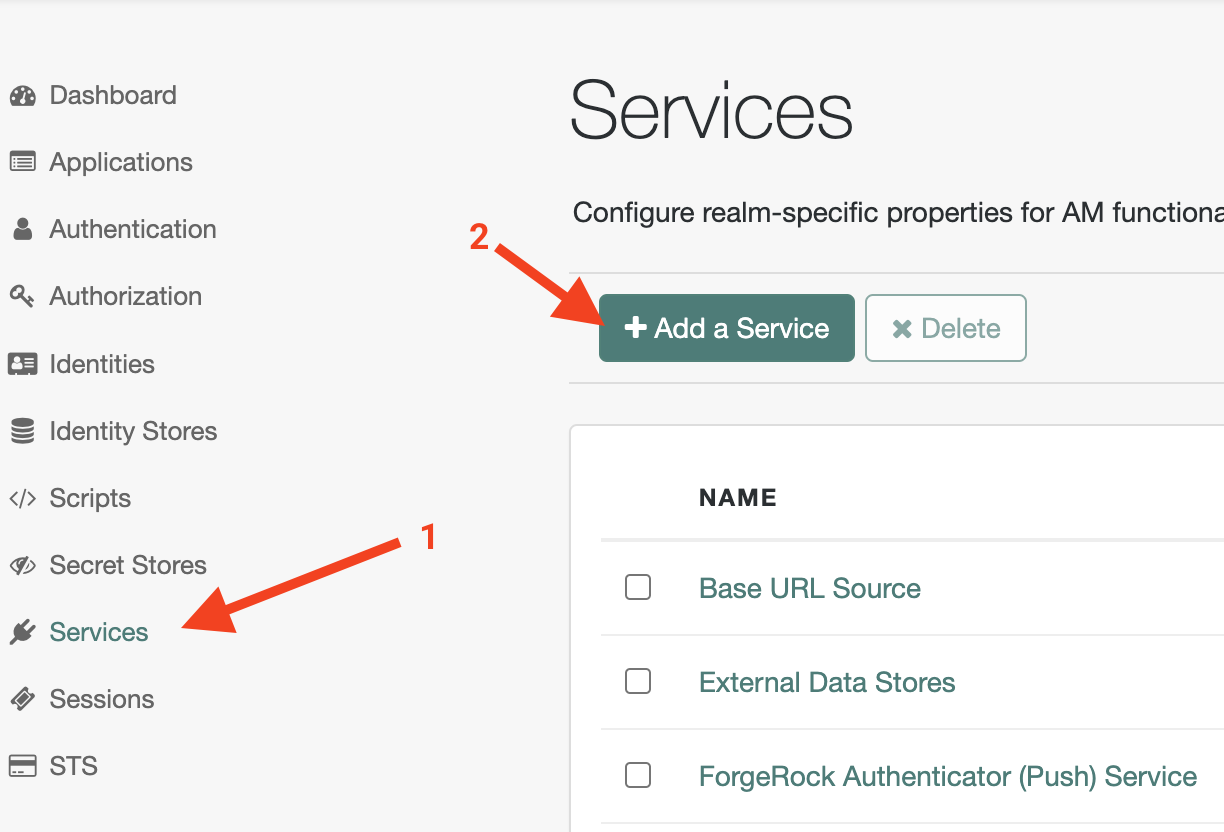 Dashboard
Applications
Authentication
Authorization
Identities
Identity Stores
Scripts
Secret Stores
Services
Sessions
STS
1
2
Services
Configure realm-specific properties for AM functiona
Add a Service
Delete
NAME
Base URL Source
External Data Stores
ForgeRock Authenticator (Push) Service